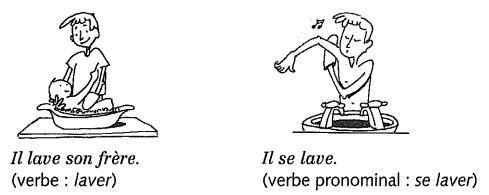 Il lave son frère.
(verbe : laver)
Il se lave.
(verbe pronominal : se laver)